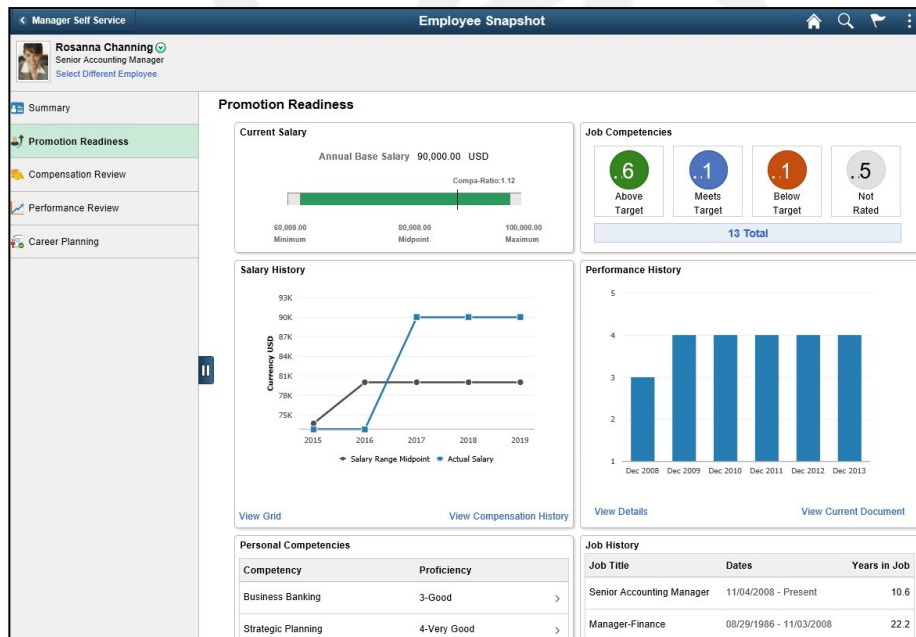 Manager Self Service
Employee Snapshot
Rosanna Channing
Senior Accounting Manager
Select Different Employee
Summary
Promotion Readiness
Compensation Review
Performance Review
Career Planning
Promotion Readiness
Current Salary
Annual Base Salary 90,000.00 USD
Compa-Ratio:1.12
60,000.00 80,000.00 100,000.00
Minimum Midpoint Maximum
Job Competencies
..6 ..1 ..1 ..5
Above Meets Below Not
Target Target Target Rated
13 Total
Salary History
93K
90K
87K
84K
81K
78K
75K
Currency USD
2015 2016 2017 2018 2019
Salary Range Midpoint Actual Salary
View Grid View Compensation History
Performance History
5
4
3
2
1
Dec 2008 Dec 2009 Dec 2010 Dec 2011 Dec 2012 Dec 2013
View Details View Current Document
Personal Competencies
Competency Proficiency
Business Banking 3-Good
Strategic Planning 4-Very Good
Job History
Job Title Dates Years in Job
Senior Accounting Manager 11/04/2008 - Present 10.6
Manager-Finance 08/29/1986 - 11/03/2008 22.2